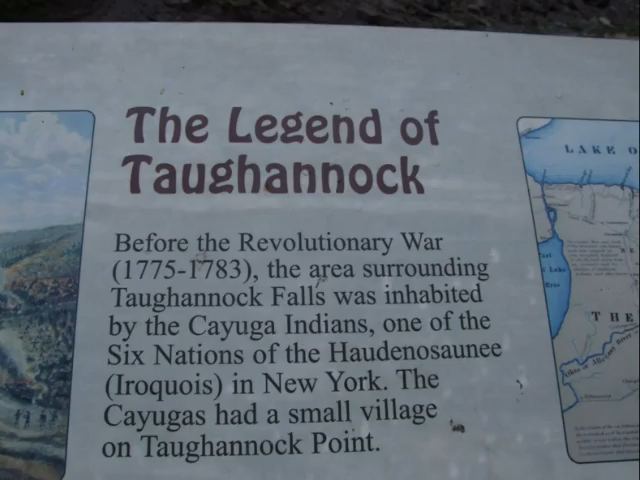 The Legend of
Taughannock
Before the Revolutionary War
(1775-1783), the area surrounding
Taughannock Falls was inhabited
by the Cayuga Indians, one of the
Six Nations of the Haudenosaunee
(Iroquois) in New York. The
Cayugas had a small village
on Taughannock Point.
LAKE O
THE